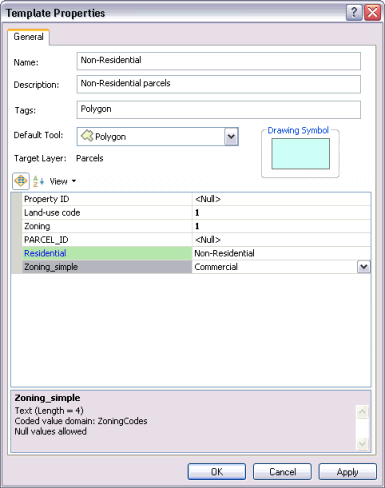 Template Properties
General
Name: Non-Residential
Description: Non-Residential parcels
Tags: Polygon
Default Tool: Polygon
Drawing Symbol
Target Layer: Parcels
View
Property ID <Null>
Land-use code 1
Zoning 1
PARCEL_ID <Null>
Residential Non-Residential
Zoning_simple Commercial
Zoning_simple
Text (Length = 4)
Coded value domain: ZoningCodes
Null values allowed
OK Cancel Apply